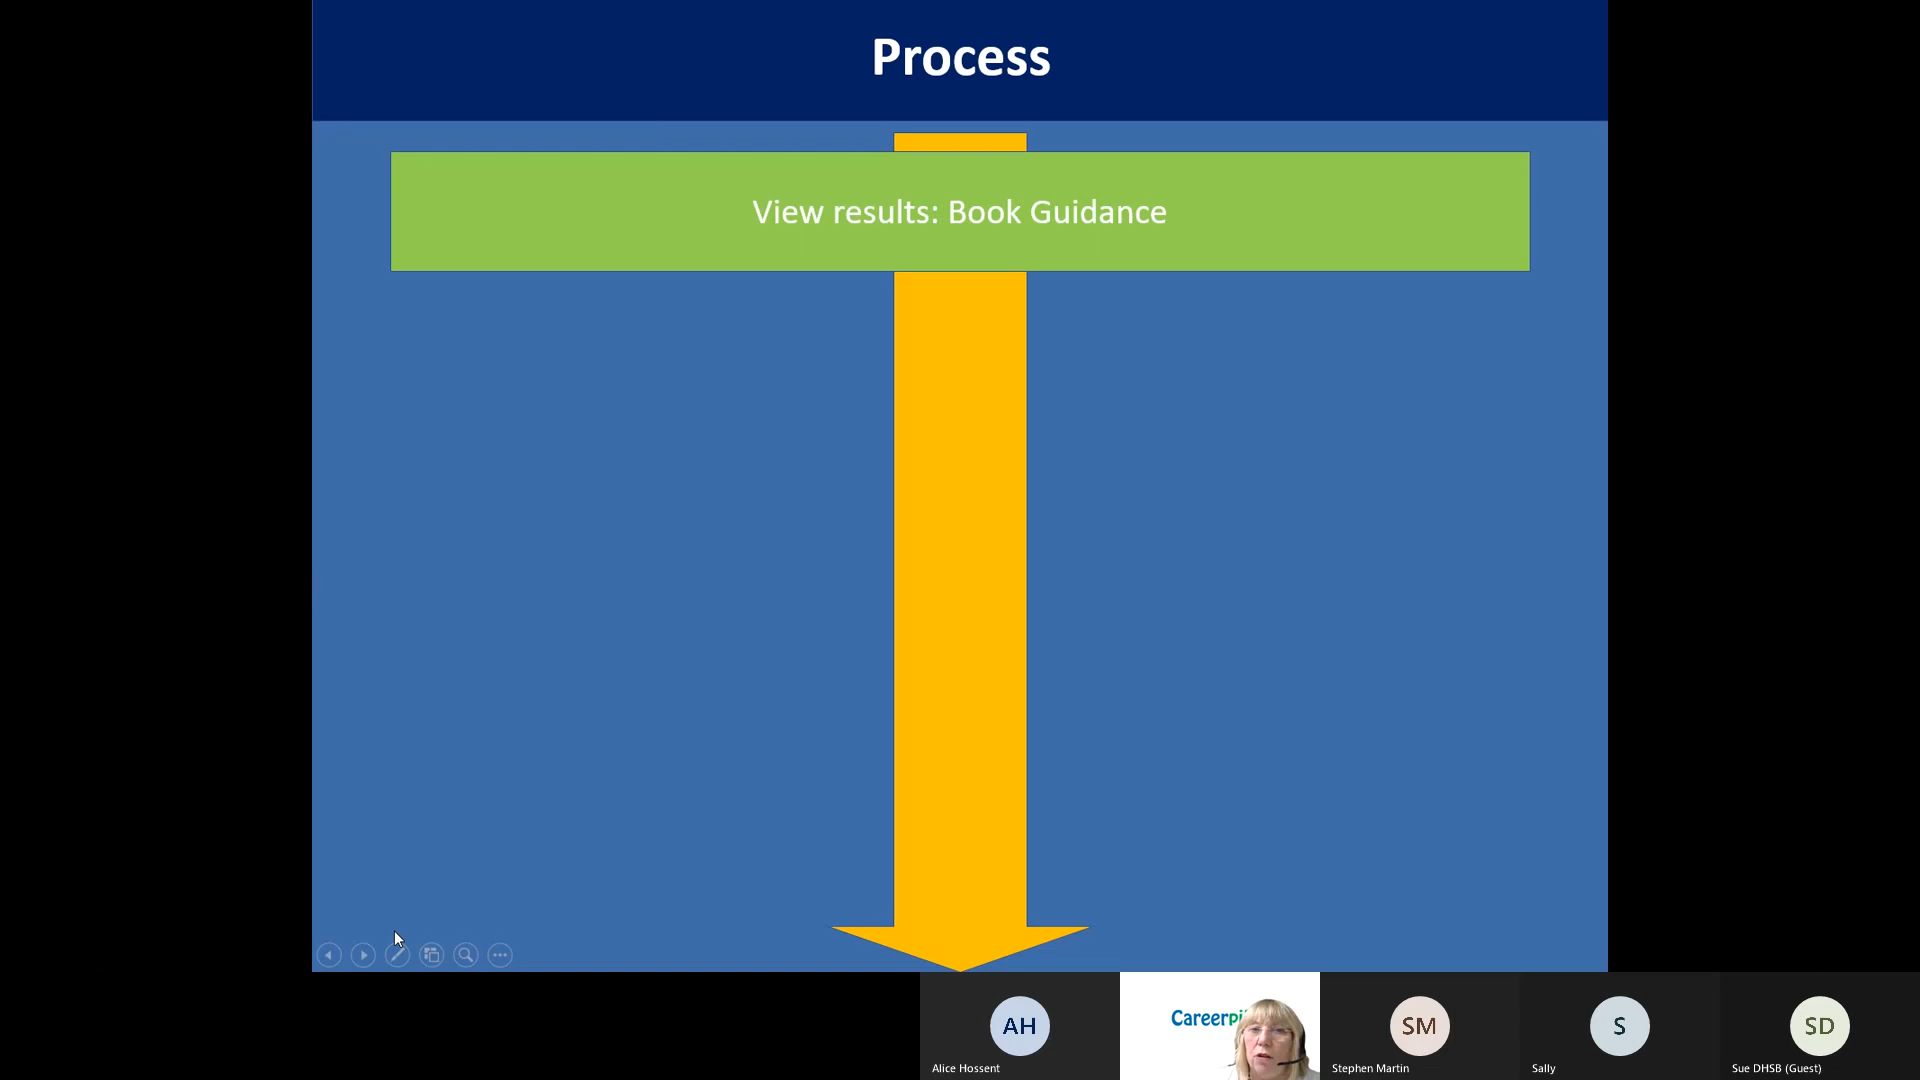 Process
View results: Book Guidance
AH
Alice Hossent
SM
Stephen Martin
S
Sally
SD
Sue DHSB (Guest)